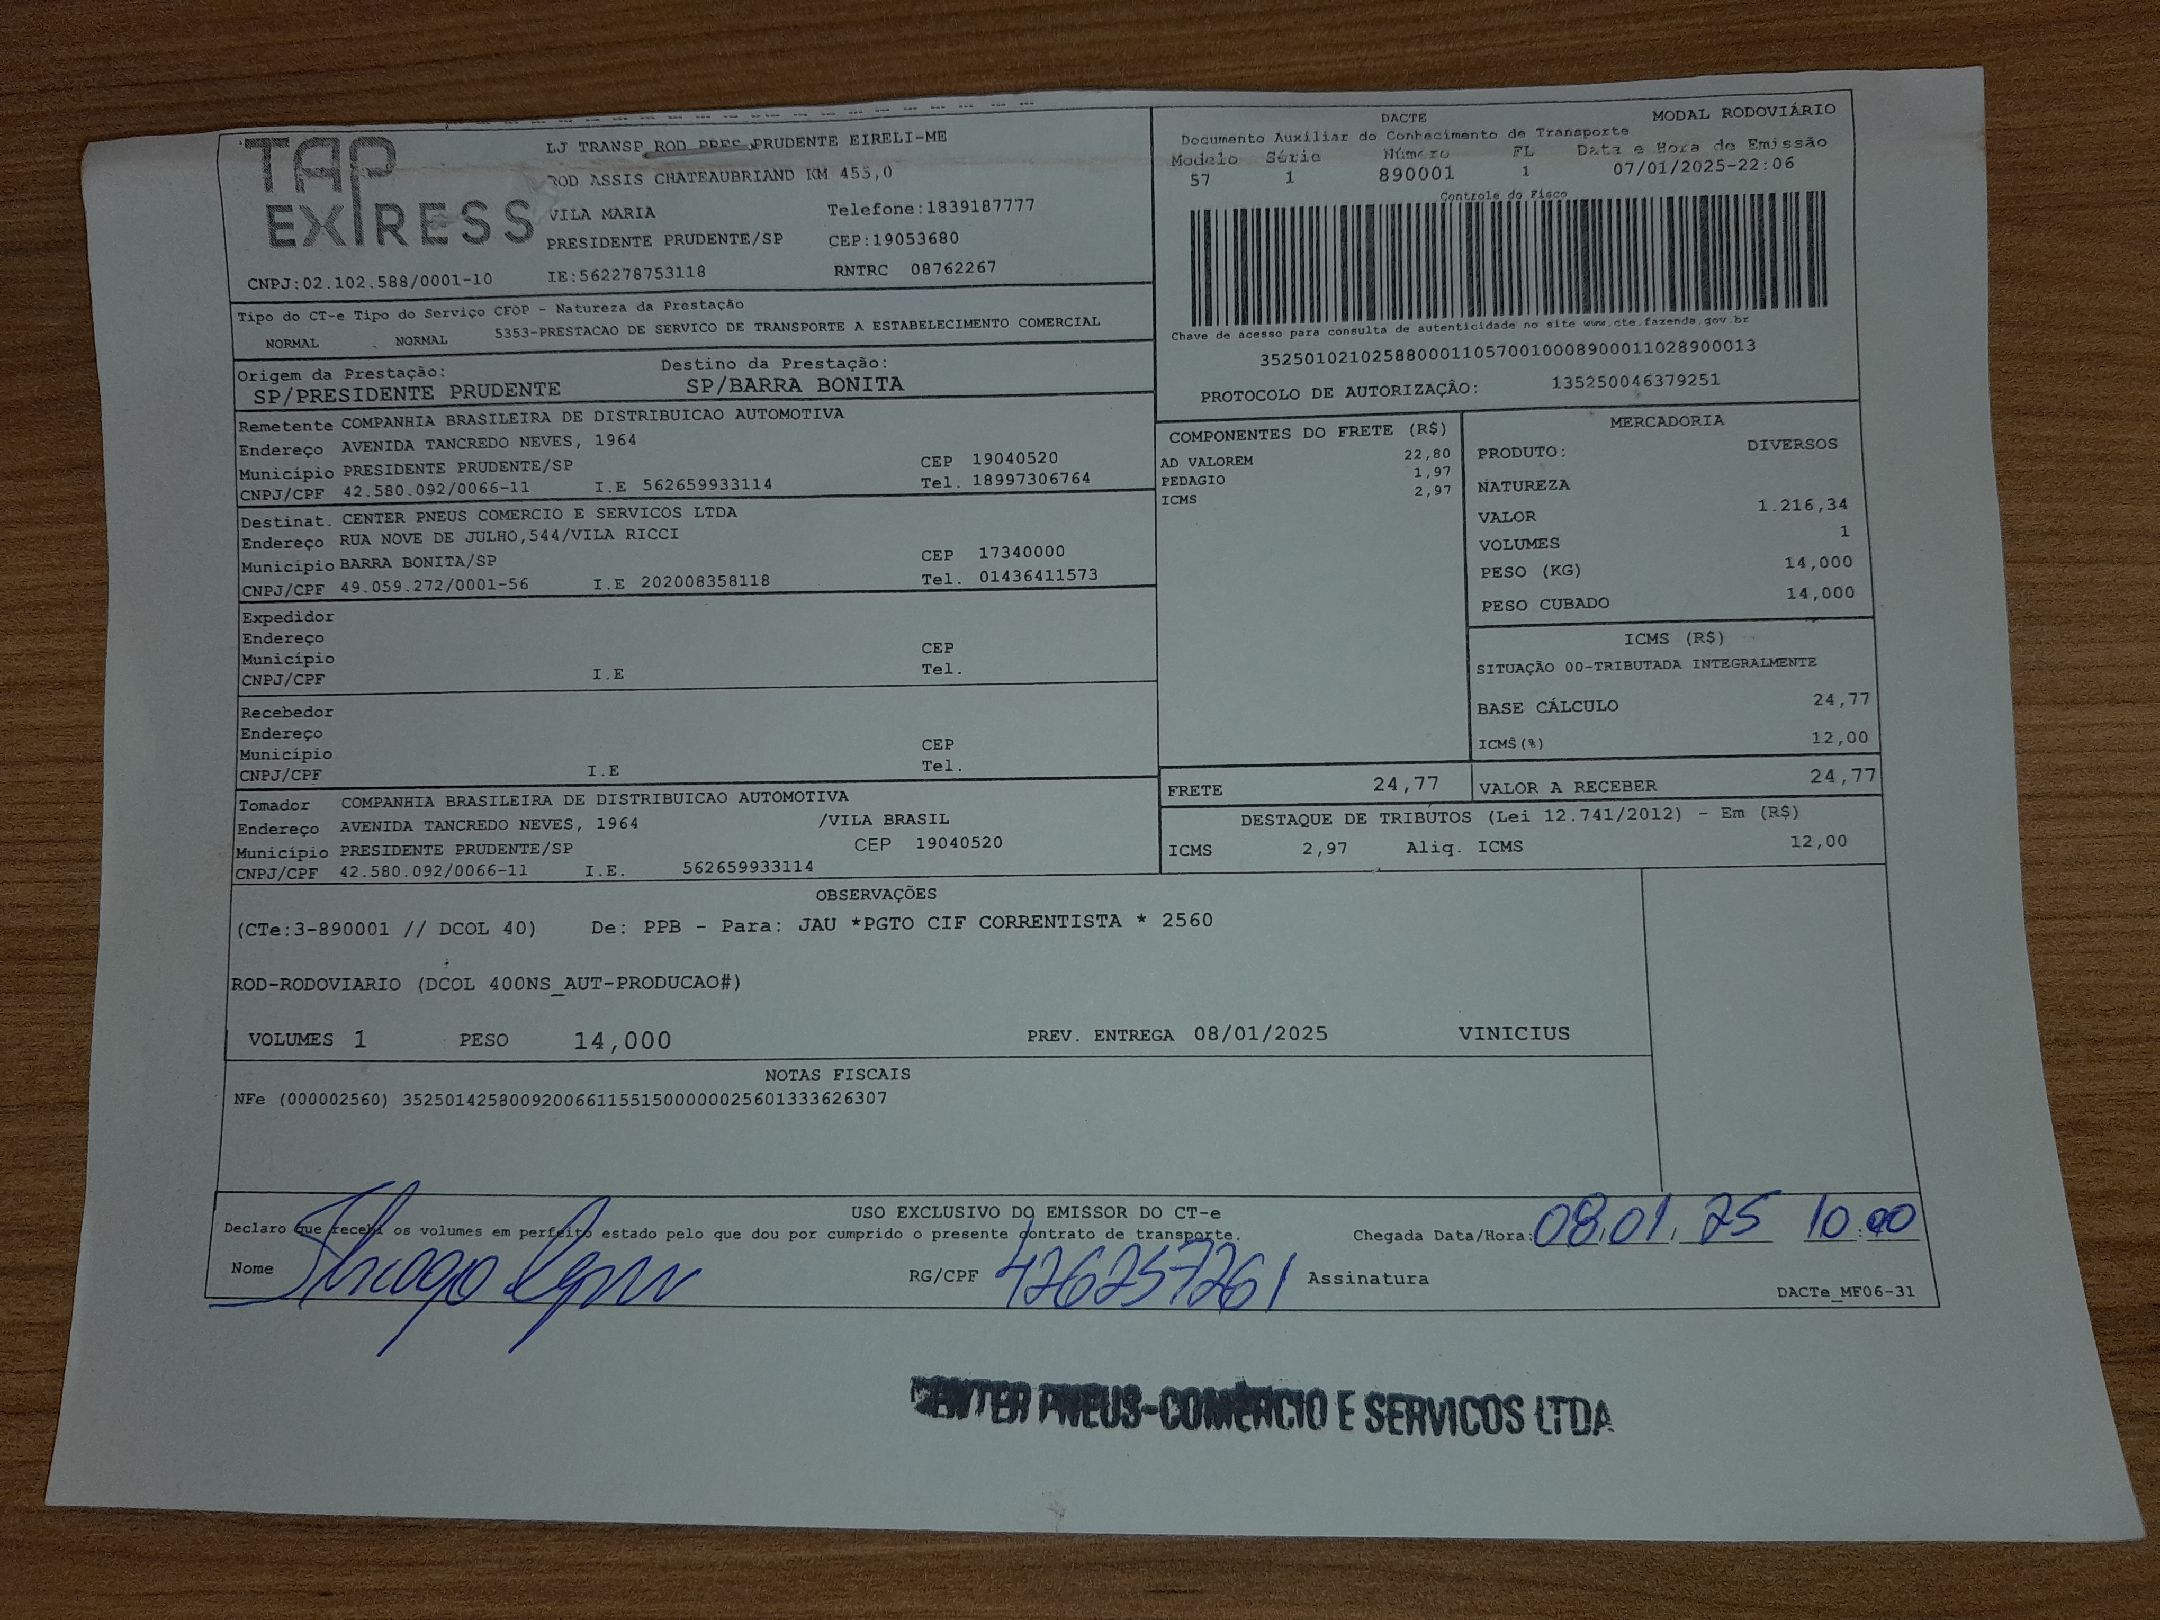 TAP EXPRESS
LJ TRANSP ROD PRES PRUDENTE EIRELI-ME
ROD ASSIS CHATEAUBRIAND KM 455,0
VILA MARIA Telefone:1839187777
PRESIDENTE PRUDENTE/SP CEP:19053680
CNPJ:02.102.588/0001-10 IE:562278753118 RNTRC 08762267
DACTE MODAL RODOVIÁRIO
Documento Auxiliar do Conhecimento de Transporte
Modelo Série Número FL Data e Hora de Emissão
57 1 890001 1 07/01/2025-22:06
Controle do Fisco
Chave de acesso para consulta de autenticidade no site www.cte.fazenda.gov.br
35250102102588000110570010008900011028900013
PROTOCOLO DE AUTORIZAÇÃO: 135250046379251
Tipo do CT-e Tipo do Serviço CFOP - Natureza da Prestação
NORMAL NORMAL 5353-PRESTACAO DE SERVICO DE TRANSPORTE A ESTABELECIMENTO COMERCIAL
Origem da Prestação: Destino da Prestação:
SP/PRESIDENTE PRUDENTE SP/BARRA BONITA
Remetente COMPANHIA BRASILEIRA DE DISTRIBUICAO AUTOMOTIVA
Endereço AVENIDA TANCREDO NEVES, 1964
Município PRESIDENTE PRUDENTE/SP CEP 19040520
CNPJ/CPF 42.580.092/0066-11 I.E 562659933114 Tel. 18997306764
Destinat. CENTER PNEUS COMERCIO E SERVICOS LTDA
Endereço RUA NOVE DE JULHO,544/VILA RICCI
Município BARRA BONITA/SP CEP 17340000
CNPJ/CPF 49.059.272/0001-56 I.E 202008358118 Tel. 01436411573
Expedidor
Endereço
Município CEP
CNPJ/CPF I.E Tel.
Recebedor
Endereço
Município CEP
CNPJ/CPF I.E Tel.
Tomador COMPANHIA BRASILEIRA DE DISTRIBUICAO AUTOMOTIVA
Endereço AVENIDA TANCREDO NEVES, 1964 /VILA BRASIL
Município PRESIDENTE PRUDENTE/SP CEP 19040520
CNPJ/CPF 42.580.092/0066-11 I.E. 562659933114
COMPONENTES DO FRETE (R$)
AD VALOREM 22,80
PEDAGIO 1,97
ICMS 2,97
MERCADORIA
PRODUTO: DIVERSOS
NATUREZA
VALOR 1.216,34
VOLUMES 1
PESO (KG) 14,000
PESO CUBADO 14,000
ICMS (R$)
SITUAÇÃO 00-TRIBUTADA INTEGRALMENTE
BASE CÁLCULO 24,77
ICMS(%) 12,00
FRETE 24,77 VALOR A RECEBER 24,77
DESTAQUE DE TRIBUTOS (Lei 12.741/2012) - Em (R$)
ICMS 2,97 Aliq. ICMS 12,00
OBSERVAÇÕES
(CTe:3-890001 // DCOL 40) De: PPB - Para: JAU *PGTO CIF CORRENTISTA * 2560
ROD-RODOVIARIO (DCOL 400NS_AUT-PRODUCAO#)
VOLUMES 1 PESO 14,000 PREV. ENTREGA 08/01/2025 VINICIUS
NOTAS FISCAIS
NFe (000002560) 35250142580092006611551500000025601333626307
USO EXCLUSIVO DO EMISSOR DO CT-e
Declaro que recebi os volumes em perfeito estado pelo que dou por cumprido o presente contrato de transporte. Chegada Data/Hora: 08.01.25 10:00
Nome Thiago RG/CPF 426257261 Assinatura
DACTe_MF06-31
CENTER PNEUS-COMÉRCIO E SERVICOS LTDA